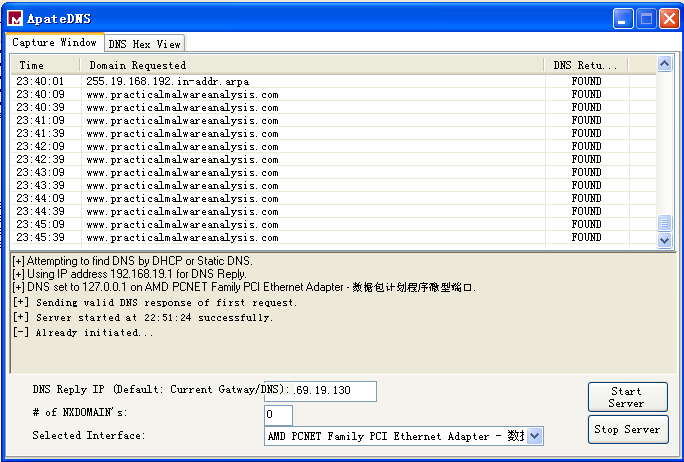 ApateDNS
Capture Window DNS Hex View
Time Domain Requested DNS Retu...
23:40:01 255.19.168.192.in-addr.arpa FOUND
23:40:09 www.practicalmalwareanalysis.com FOUND
23:40:39 www.practicalmalwareanalysis.com FOUND
23:41:09 www.practicalmalwareanalysis.com FOUND
23:41:39 www.practicalmalwareanalysis.com FOUND
23:42:09 www.practicalmalwareanalysis.com FOUND
23:42:39 www.practicalmalwareanalysis.com FOUND
23:43:09 www.practicalmalwareanalysis.com FOUND
23:43:39 www.practicalmalwareanalysis.com FOUND
23:44:09 www.practicalmalwareanalysis.com FOUND
23:44:39 www.practicalmalwareanalysis.com FOUND
23:45:09 www.practicalmalwareanalysis.com FOUND
23:45:39 www.practicalmalwareanalysis.com FOUND
[+] Attempting to find DNS by DHCP or Static DNS.
[+] Using IP address 192.168.19.1 for DNS Reply.
[+] DNS set to 127.0.0.1 on AMD PCNET Family PCI Ethernet Adapter - 数据包计划程序微型端口.
[+] Sending valid DNS response of first request.
[+] Server started at 22:51:24 successfully.
[-] Already initiated...
DNS Reply IP (Default: Current Gatway/DNS): .69.19.130
# of NXDOMAIN's: 0
Selected Interface: AMD PCNET Family PCI Ethernet Adapter - 数
Start Server
Stop Server